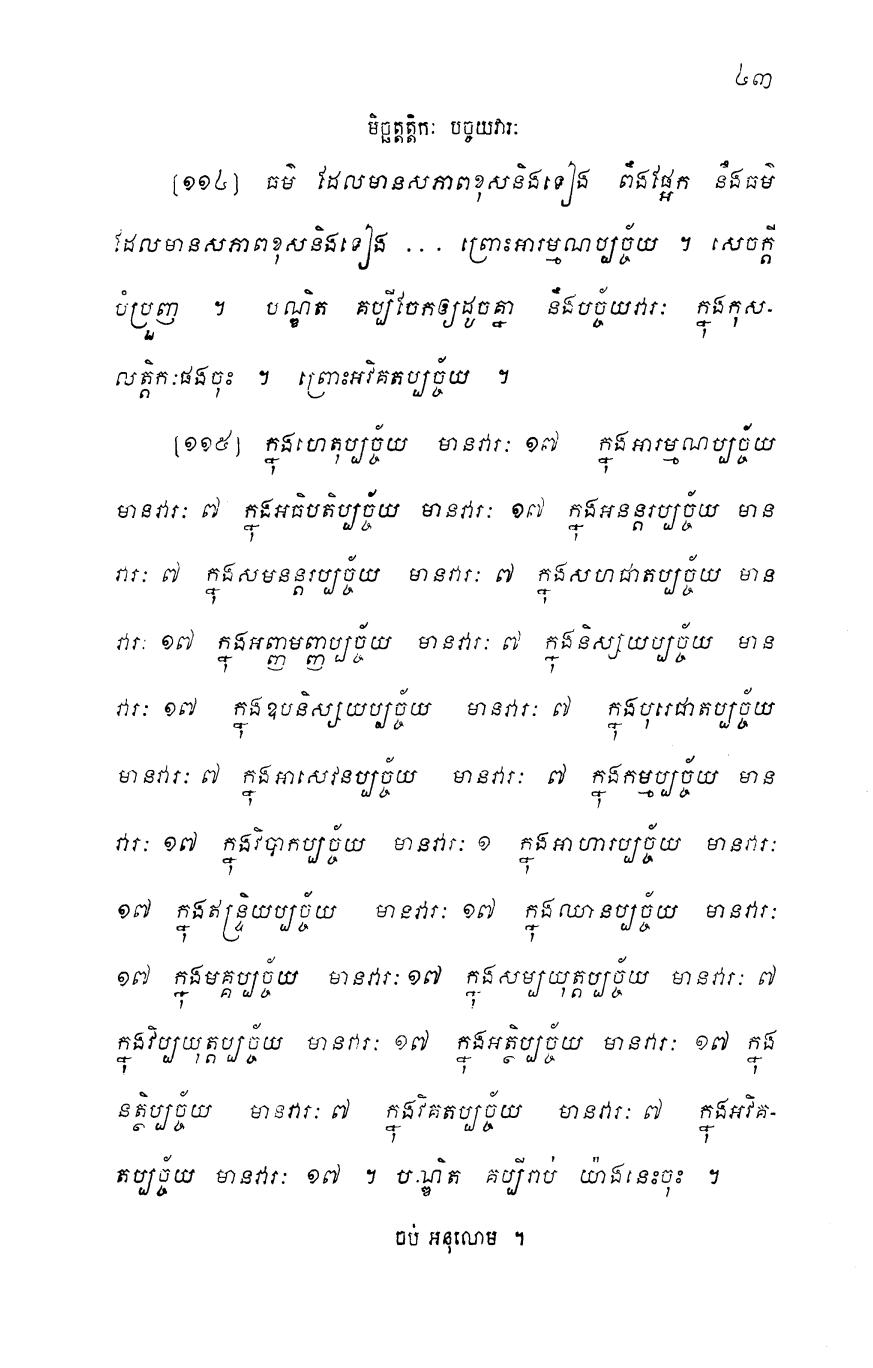 ៤៣
មិច្ឆត្តត្តិកៈ បច្ចយវារៈ
[១១៤] ធម៌ ដែលមានសភាពខុសនិងទៀង ពឹងផ្អែក នឹងធម៌
ដែលមានសភាពខុសនិងទៀង ... ព្រោះអារម្មណប្បច្ច័យ ។ សេចក្តី
បំប្រួញ ។ បណ្ឌិត គប្បីចែកឲ្យដូចគ្នា នឹងបច្ច័យវារៈ ក្នុងកុស-
លត្តិកៈផងចុះ ។ ព្រោះអវិគតប្បច្ច័យ ។
[១១៥] ក្នុងហេតុប្បច្ច័យ មានវារៈ ១៧ ក្នុងអារម្មណប្បច្ច័យ
មានវារៈ ៧ ក្នុងអធិបតិប្បច្ច័យ មានវារៈ ១៧ ក្នុងអនន្តរប្បច្ច័យ មាន
វារៈ ៧ ក្នុងសមនន្តរប្បច្ច័យ មានវារៈ ៧ ក្នុងសហជាតប្បច្ច័យ មាន
វារៈ ១៧ ក្នុងអញ្ញមញ្ញប្បច្ច័យ មានវារៈ ៧ ក្នុងនិស្សយប្បច្ច័យ មាន
វារៈ ១៧ ក្នុងឧបនិស្សយប្បច្ច័យ មានវារៈ ៧ ក្នុងបុរេជាតប្បច្ច័យ
មានវារៈ ៧ ក្នុងអាសេវនប្បច្ច័យ មានវារៈ ៧ ក្នុងកម្មប្បច្ច័យ មាន
វារៈ ១៧ ក្នុងវិបាកប្បច្ច័យ មានវារៈ ១ ក្នុងអាហារប្បច្ច័យ មានវារៈ
១៧ ក្នុងឥន្ទ្រិយប្បច្ច័យ មានវារៈ ១៧ ក្នុងឈានប្បច្ច័យ មានវារៈ
១៧ ក្នុងមគ្គប្បច្ច័យ មានវារៈ ១៧ ក្នុងសម្បយុត្តប្បច្ច័យ មានវារៈ ៧
ក្នុងវិប្បយុត្តប្បច្ច័យ មានវារៈ ១៧ ក្នុងអត្ថិប្បច្ច័យ មានវារៈ ១៧ ក្នុង
នត្ថិប្បច្ច័យ មានវារៈ ៧ ក្នុងវិគតប្បច្ច័យ មានវារៈ ៧ ក្នុងអវិគ-
តប្បច្ច័យ មានវារៈ ១៧ ។ បណ្ឌិត គប្បីរាប់ យ៉ាងនេះចុះ ។
ចប់ អនុលោម ។